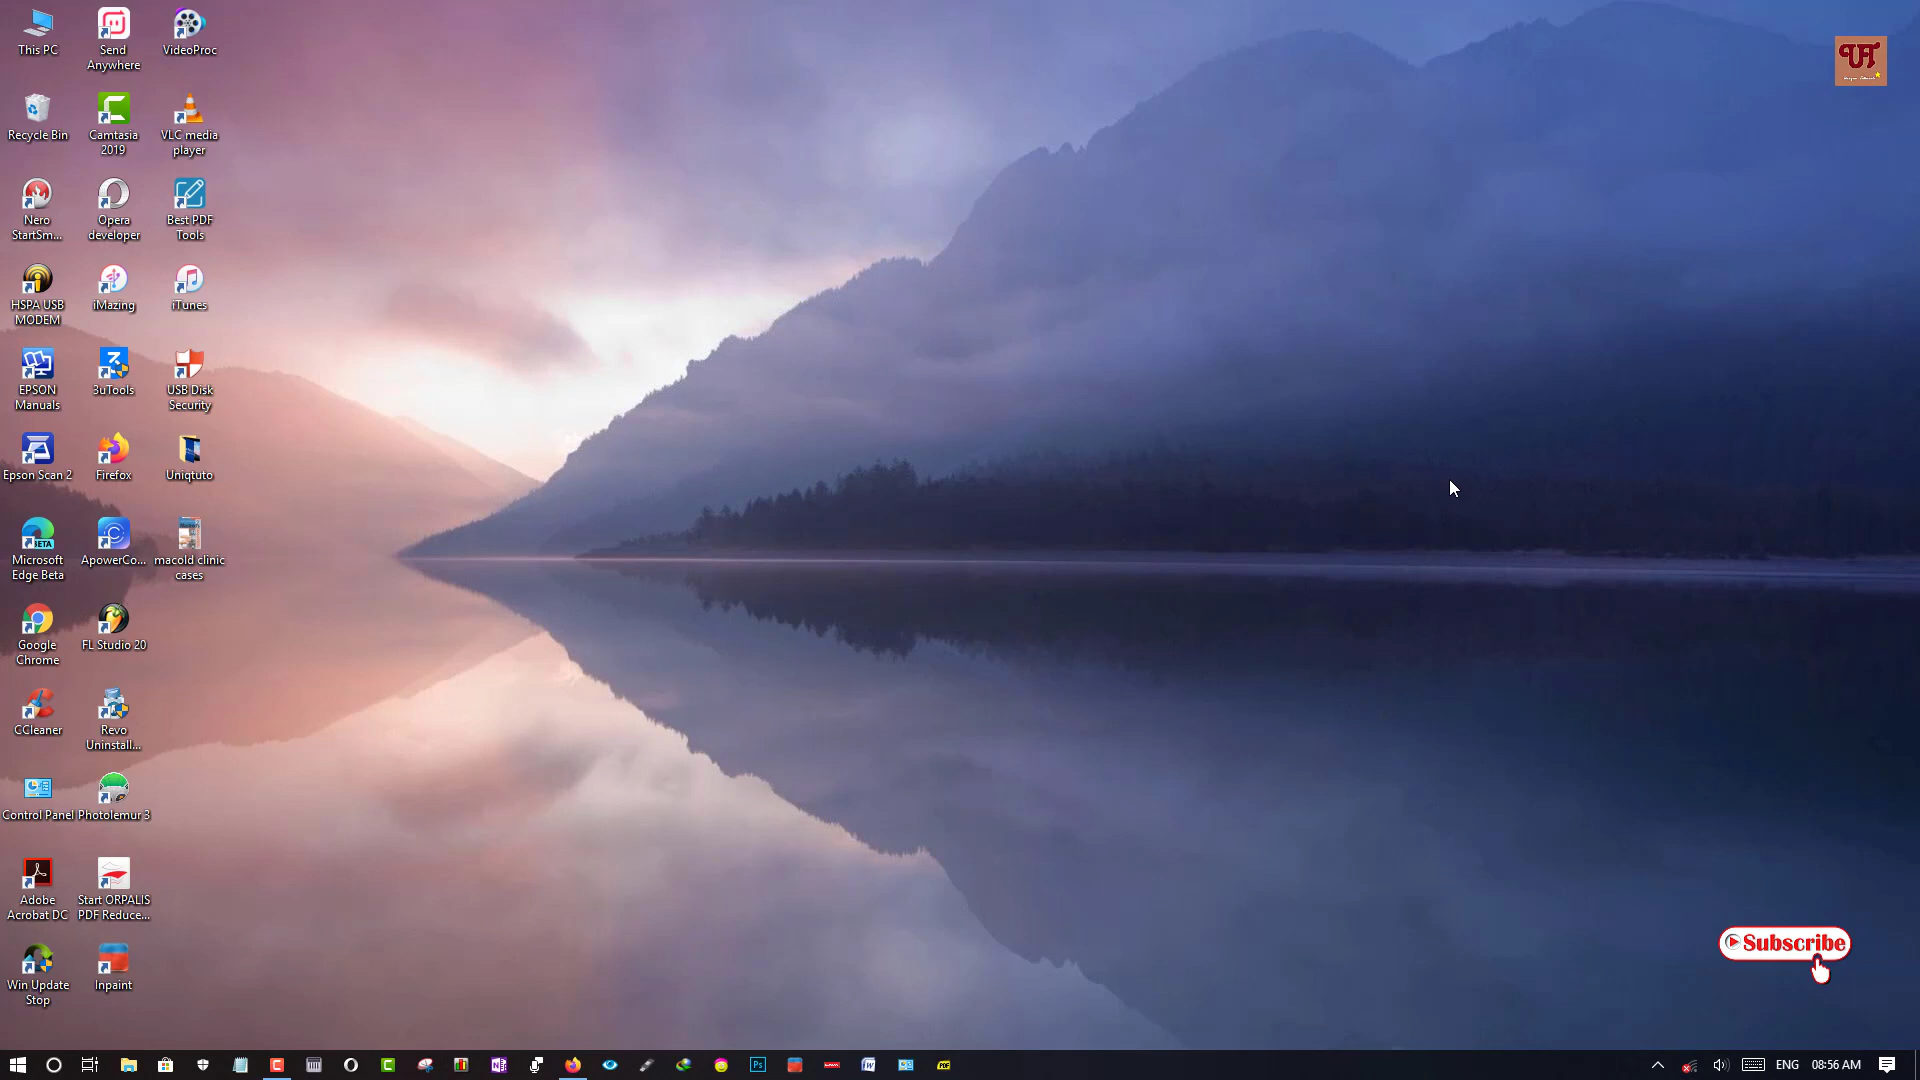 This PC
Send
Anywhere
VideoProc
Recycle Bin
Camtasia
2019
VLC media
player
Nero
StartSm...
Opera
developer
Best PDF
Tools
HSPA USB
MODEM
iMazing
iTunes
EPSON
Manuals
3uTools
USB Disk
Security
Epson Scan 2
Firefox
Uniqtuto
Microsoft
Edge Beta
ApowerCo...
macold clinic
cases
Google
Chrome
FL Studio 20
CCleaner
Revo
Uninstall...
Control Panel
Photolemur 3
Adobe
Acrobat DC
Start ORPALIS
PDF Reduce...
Win Update
Stop
Inpaint
UT
Subscribe
BETA
Ps
ENG
08:56 AM